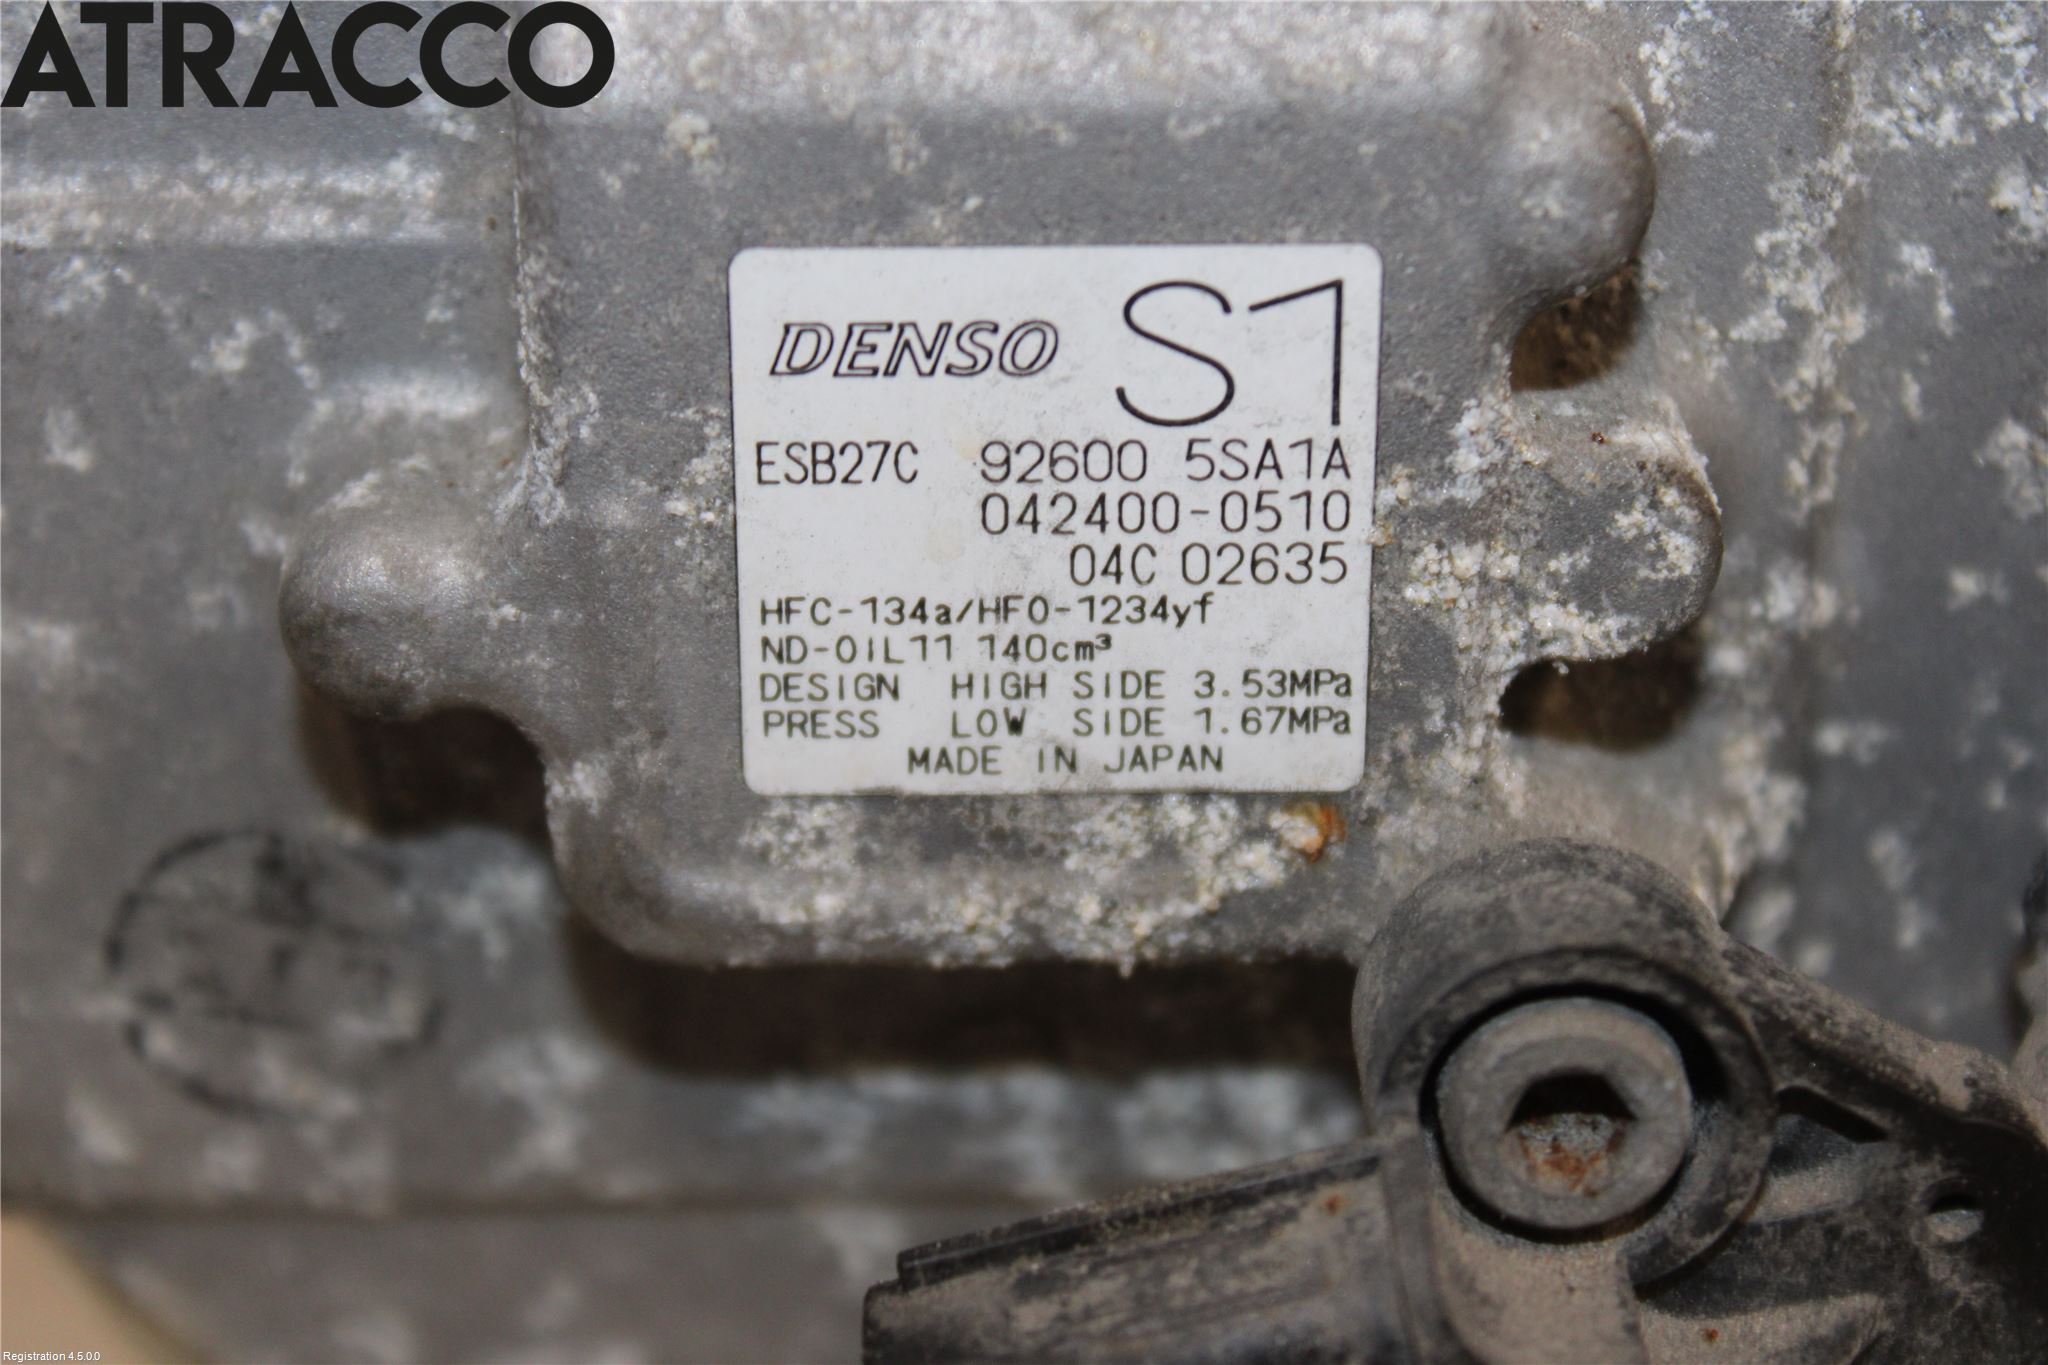 ATRACCO
DENSO S1
ESB27C 92600 5SA1A
042400-0510
04C 02635
HFC-134a/HFO-1234yf
ND-OIL11 140cm³
DESIGN HIGH SIDE 3.53MPa
PRESS LOW SIDE 1.67MPa
MADE IN JAPAN
Registration 4.5.0.0